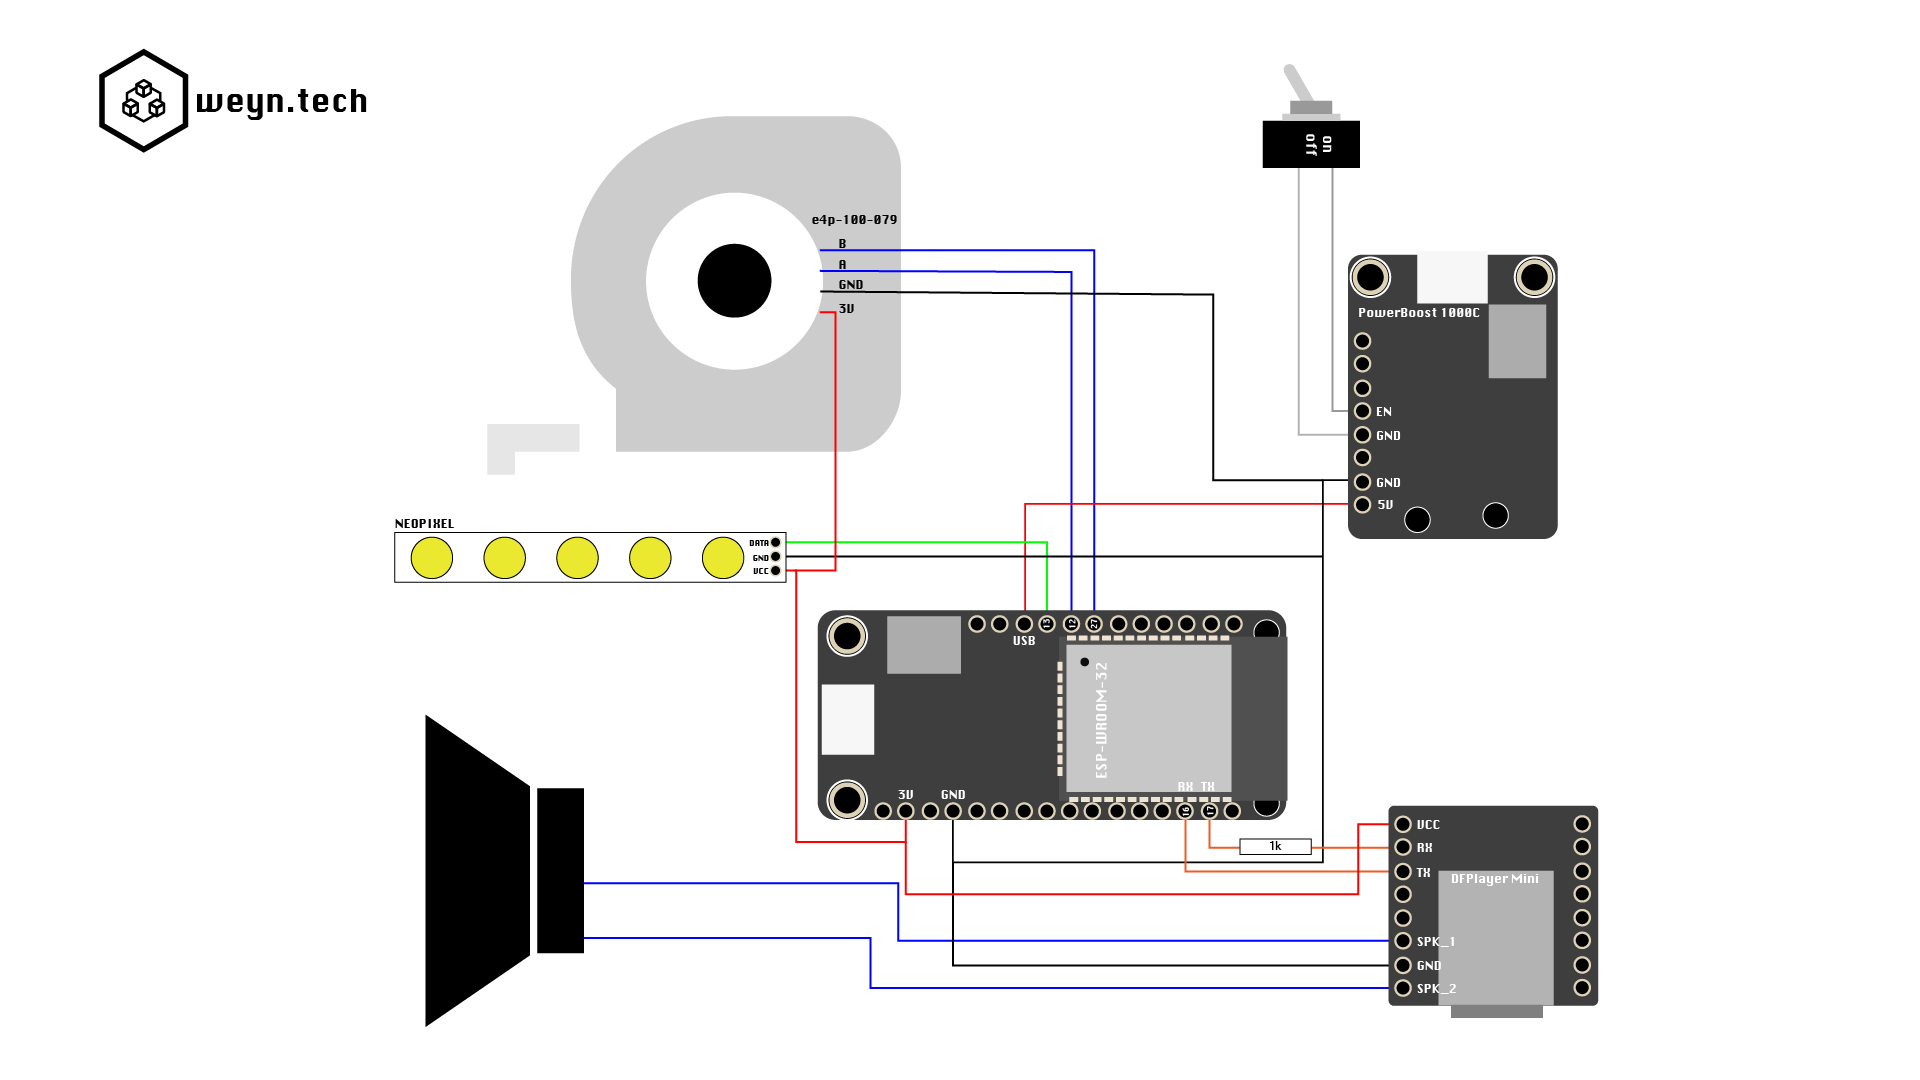 weyn.tech
on
off
e4p-100-079
B
A
GND
3V
PowerBoost 1000C
EN
GND
GND
5V
NEOPIXEL
DATA
GND
VCC
13
12
27
USB
ESP-WROOM-32
RX TX
3V
GND
16
17
1k
VCC
RX
TX
DFPlayer Mini
SPK_1
GND
SPK_2